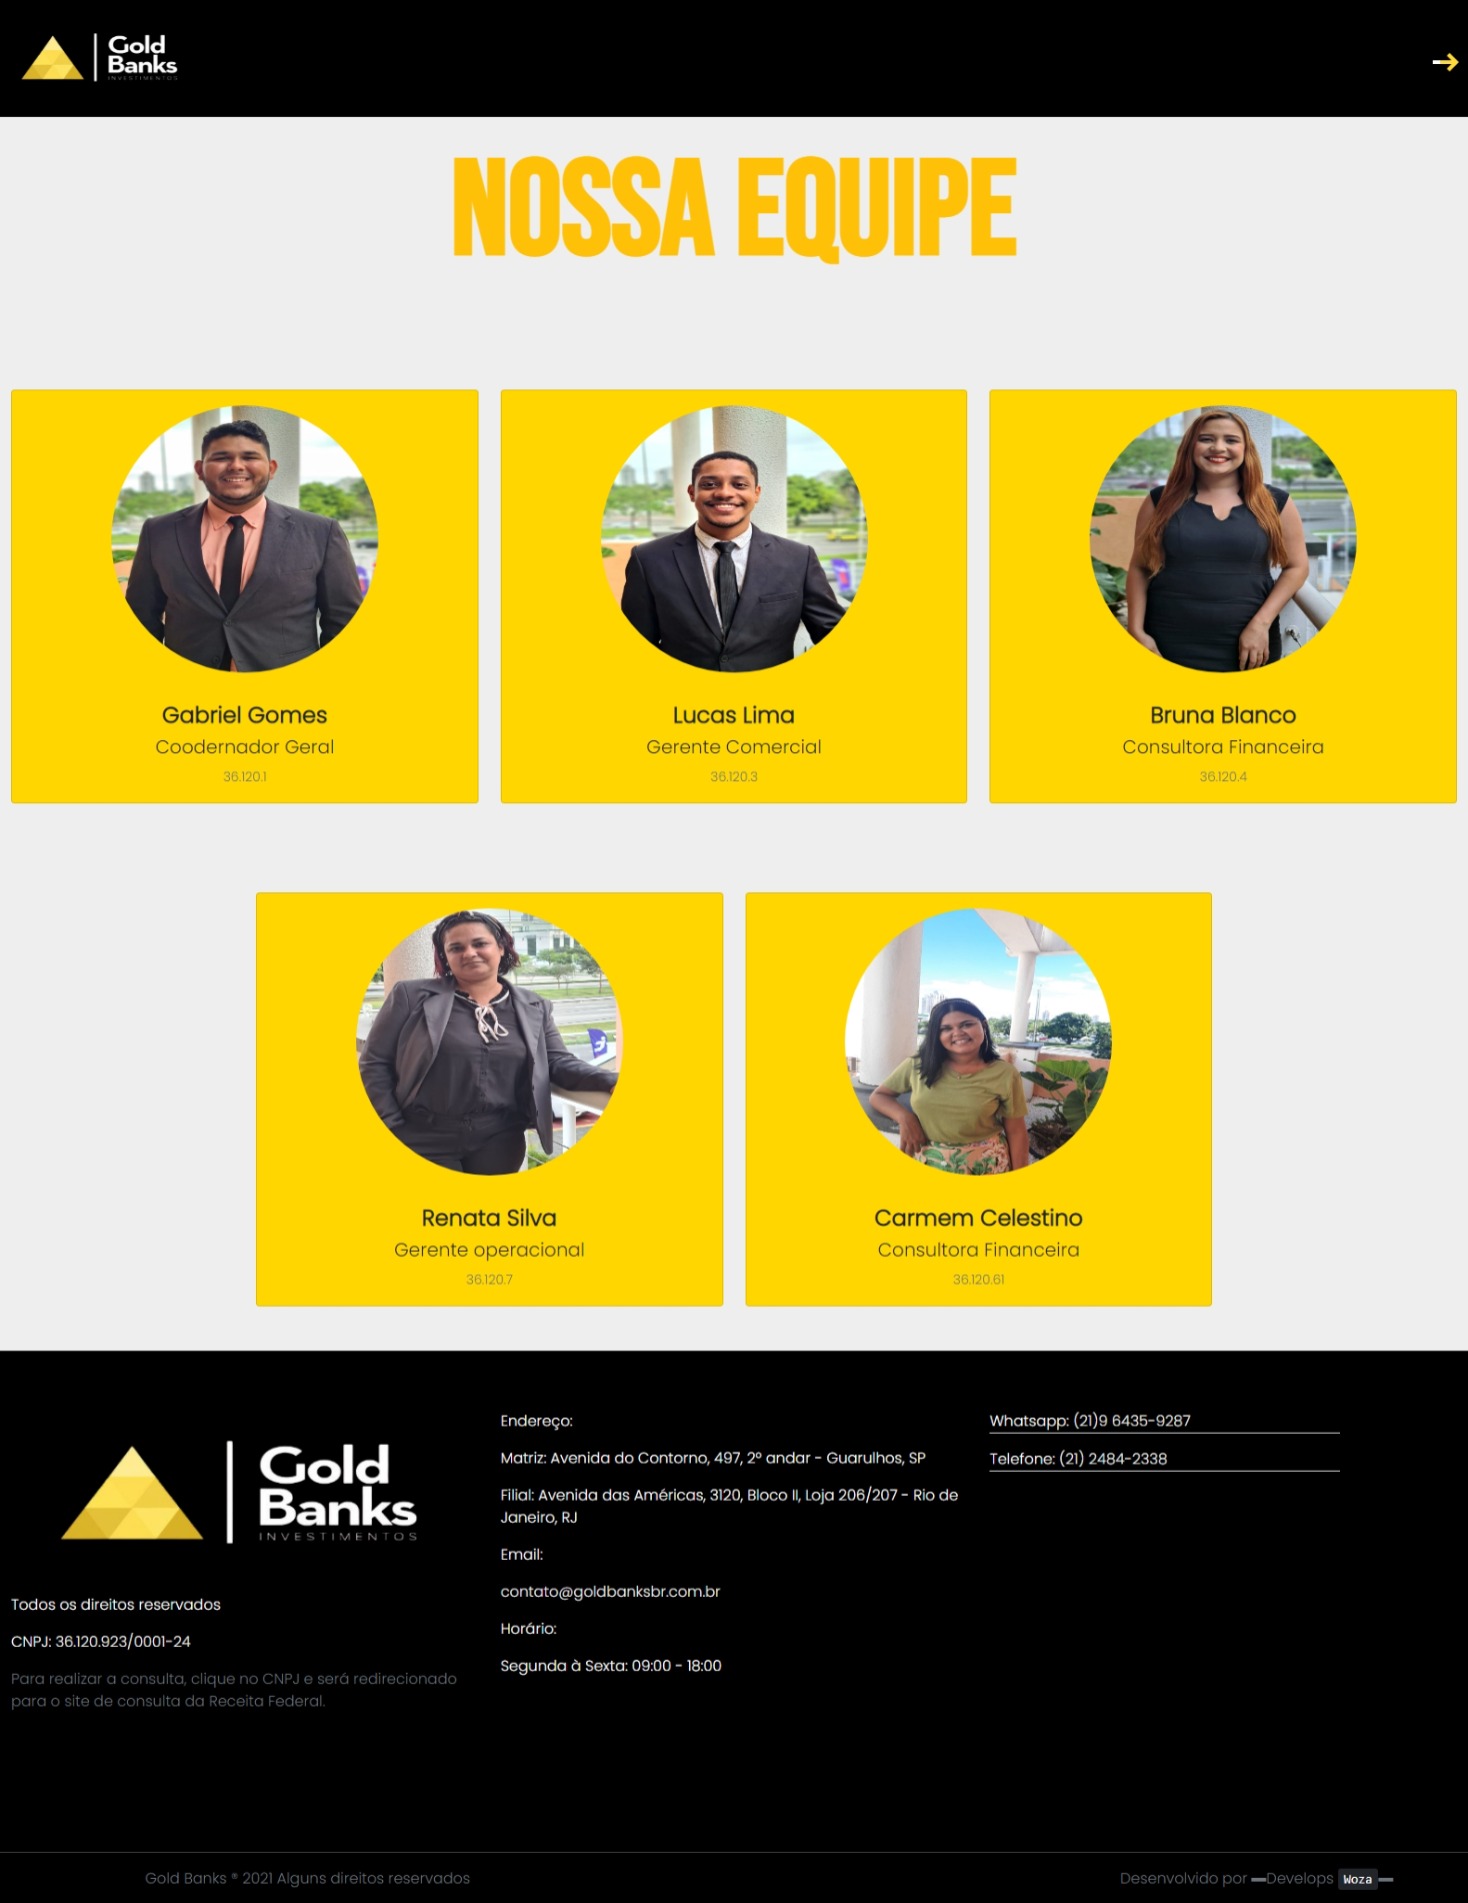 Gold
Banks
INVESTIMENTOS
NOSSA EQUIPE
Gabriel Gomes
Coodernador Geral
36.120.1
Lucas Lima
Gerente Comercial
36.120.3
Bruna Blanco
Consultora Financeira
36.120.4
Renata Silva
Gerente operacional
36.120.7
Carmem Celestino
Consultora Financeira
36.120.61
Gold
Banks
INVESTIMENTOS
Todos os direitos reservados
CNPJ: 36.120.923/0001-24
Para realizar a consulta, clique no CNPJ e será redirecionado
para o site de consulta da Receita Federal.
Endereço:
Matriz: Avenida do Contorno, 497, 2º andar - Guarulhos, SP
Filial: Avenida das Américas, 3120, Bloco II, Loja 206/207 - Rio de
Janeiro, RJ
Email:
contato@goldbanksbr.com.br
Horário:
Segunda à Sexta: 09:00 - 18:00
Whatsapp: (21)9 6435-9287
Telefone: (21) 2484-2338
Gold Banks ® 2021 Alguns direitos reservados
Desenvolvido por Develops Woza